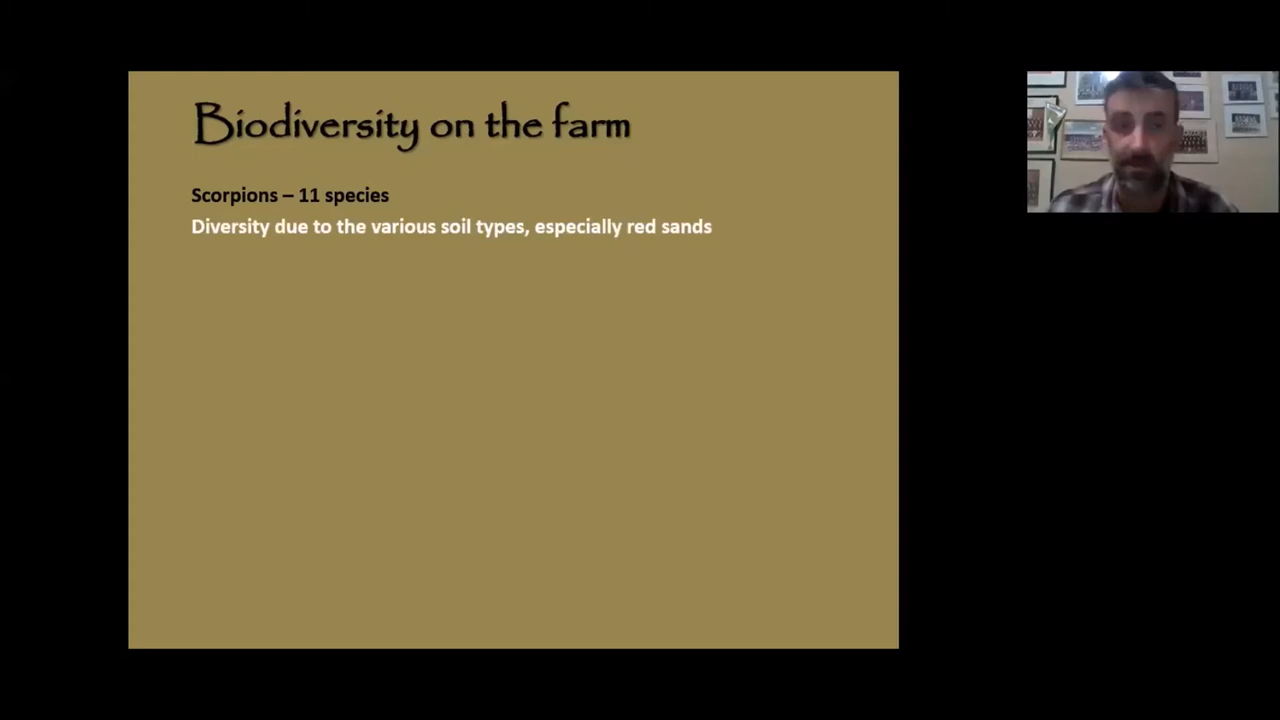 Biodiversity on the farm
Scorpions – 11 species
Diversity due to the various soil types, especially red sands